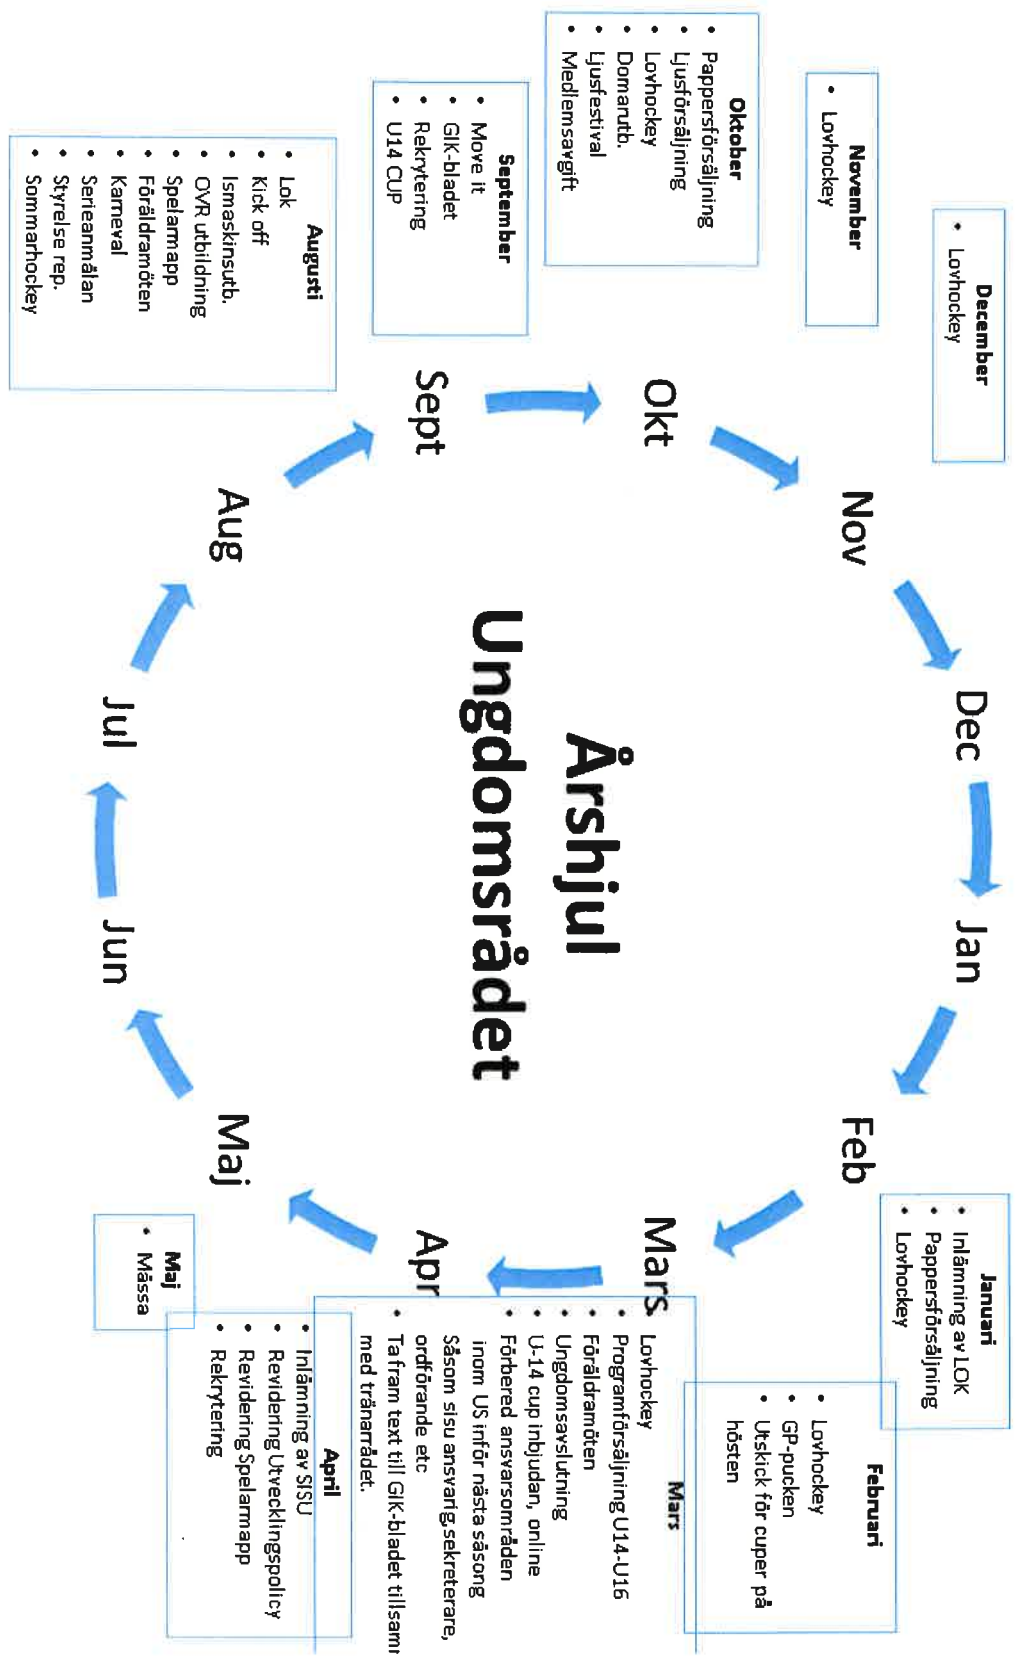 Årshjul
Ungdomsrådet
Jan
Feb
Mars
Apr
Maj
Jun
Jul
Aug
Sept
Okt
Nov
Dec
Januari
• Inlämning av LOK
• Pappersförsäljning
• Lovhockey
Februari
• Lovhockey
• GP-pucken
• Utskick för cuper på
hösten
Mars
• Lovhockey
• Programförsäljning U14-U16
• Föräldramöten
• Ungdomsavslutning
• U-14 cup inbjudan, online
• Förbered ansvarsområden
inom US inför nästa säsong
Såsom sisu ansvarig,sekreterare,
ordförande etc
• Ta fram text till GIK-bladet tillsamr
med tränarrådet.
April
• Inlämning av SISU
• Revidering Utvecklingspolicy
• Revidering Spelarmapp
• Rekrytering
Maj
• Mässa
Augusti
• Lok
• Kick off
• Ismaskinsutb.
• OVR utbildning
• Spelarmapp
• Föräldramöten
• Karneval
• Serieanmälan
• Styrelse rep.
• Sommarhockey
September
• Move it
• GIK-bladet
• Rekrytering
• U14 CUP
Oktober
• Pappersförsäljning
• Ljusförsäljning
• Lovhockey
• Domarutb.
• Ljusfestival
• Medlemsavgift
November
• Lovhockey
December
• Lovhockey